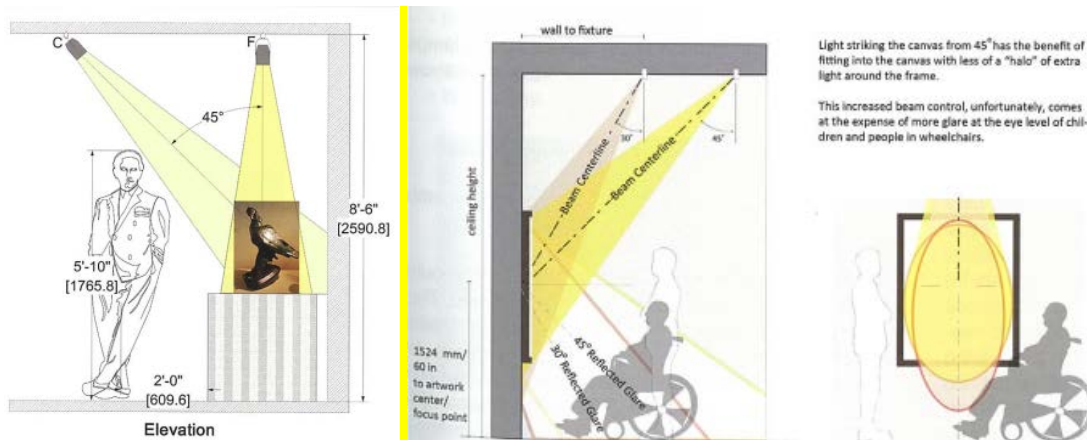 C
F
45°
8'-6"
[2590.8]
5'-10"
[1765.8]
2'-0"
[609.6]
Elevation
wall to fixture
30°
45°
Beam Centerline
Beam Centerline
ceiling height
1524 mm/
60 in
to artwork
center/
focus point
45° Reflected Glare
30° Reflected Glare
Light striking the canvas from 45° has the benefit of
fitting into the canvas with less of a "halo" of extra
light around the frame.
This increased beam control, unfortunately, comes
at the expense of more glare at the eye level of chil-
dren and people in wheelchairs.